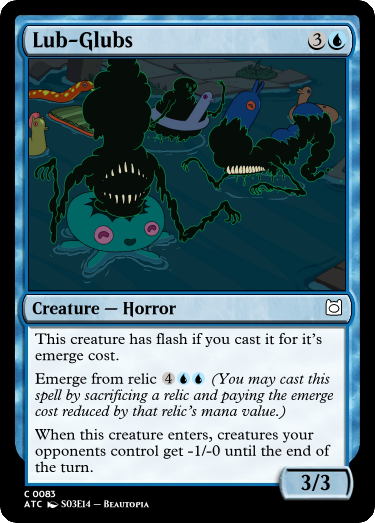 Lub-Glubs 3
Creature — Horror
This creature has flash if you cast it for it's
emerge cost.
Emerge from relic 4 (You may cast this
spell by sacrificing a relic and paying the emerge
cost reduced by that relic's mana value.)
When this creature enters, creatures your
opponents control get -1/-0 until the end of
the turn.
3/3
C 0083
ATC S03E14 — Beautopia